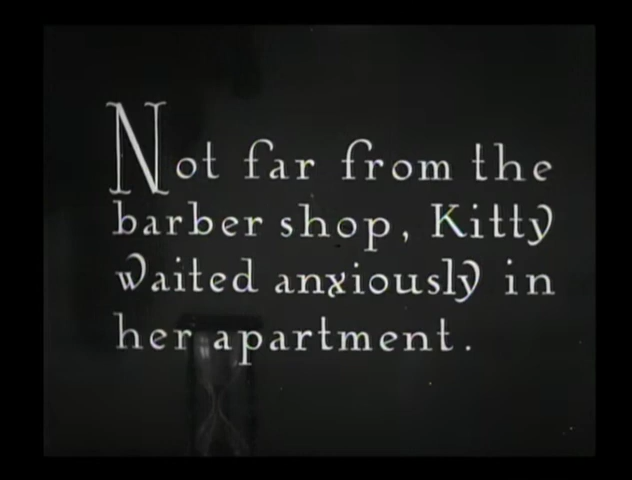 Not far from the
barber shop, Kitty
waited anxiously in
her apartment.